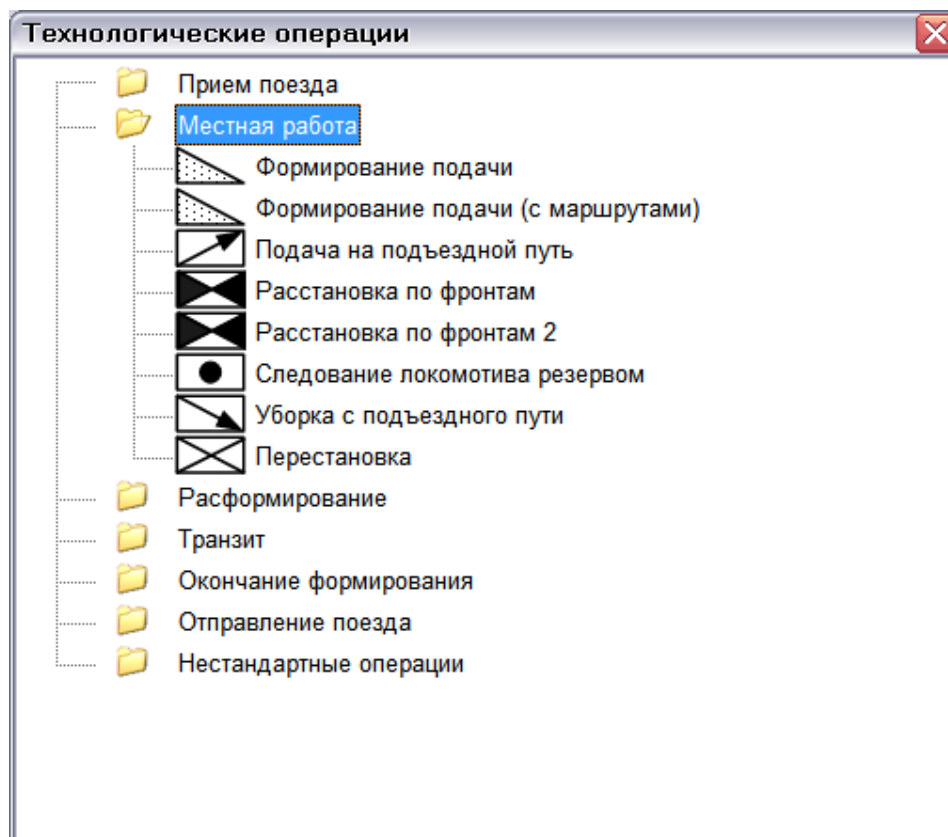 Технологические операции
Прием поезда
Местная работа
Формирование подачи
Формирование подачи (с маршрутами)
Подача на подъездной путь
Расстановка по фронтам
Расстановка по фронтам 2
Следование локомотива резервом
Уборка с подъездного пути
Перестановка
Расформирование
Транзит
Окончание формирования
Отправление поезда
Нестандартные операции